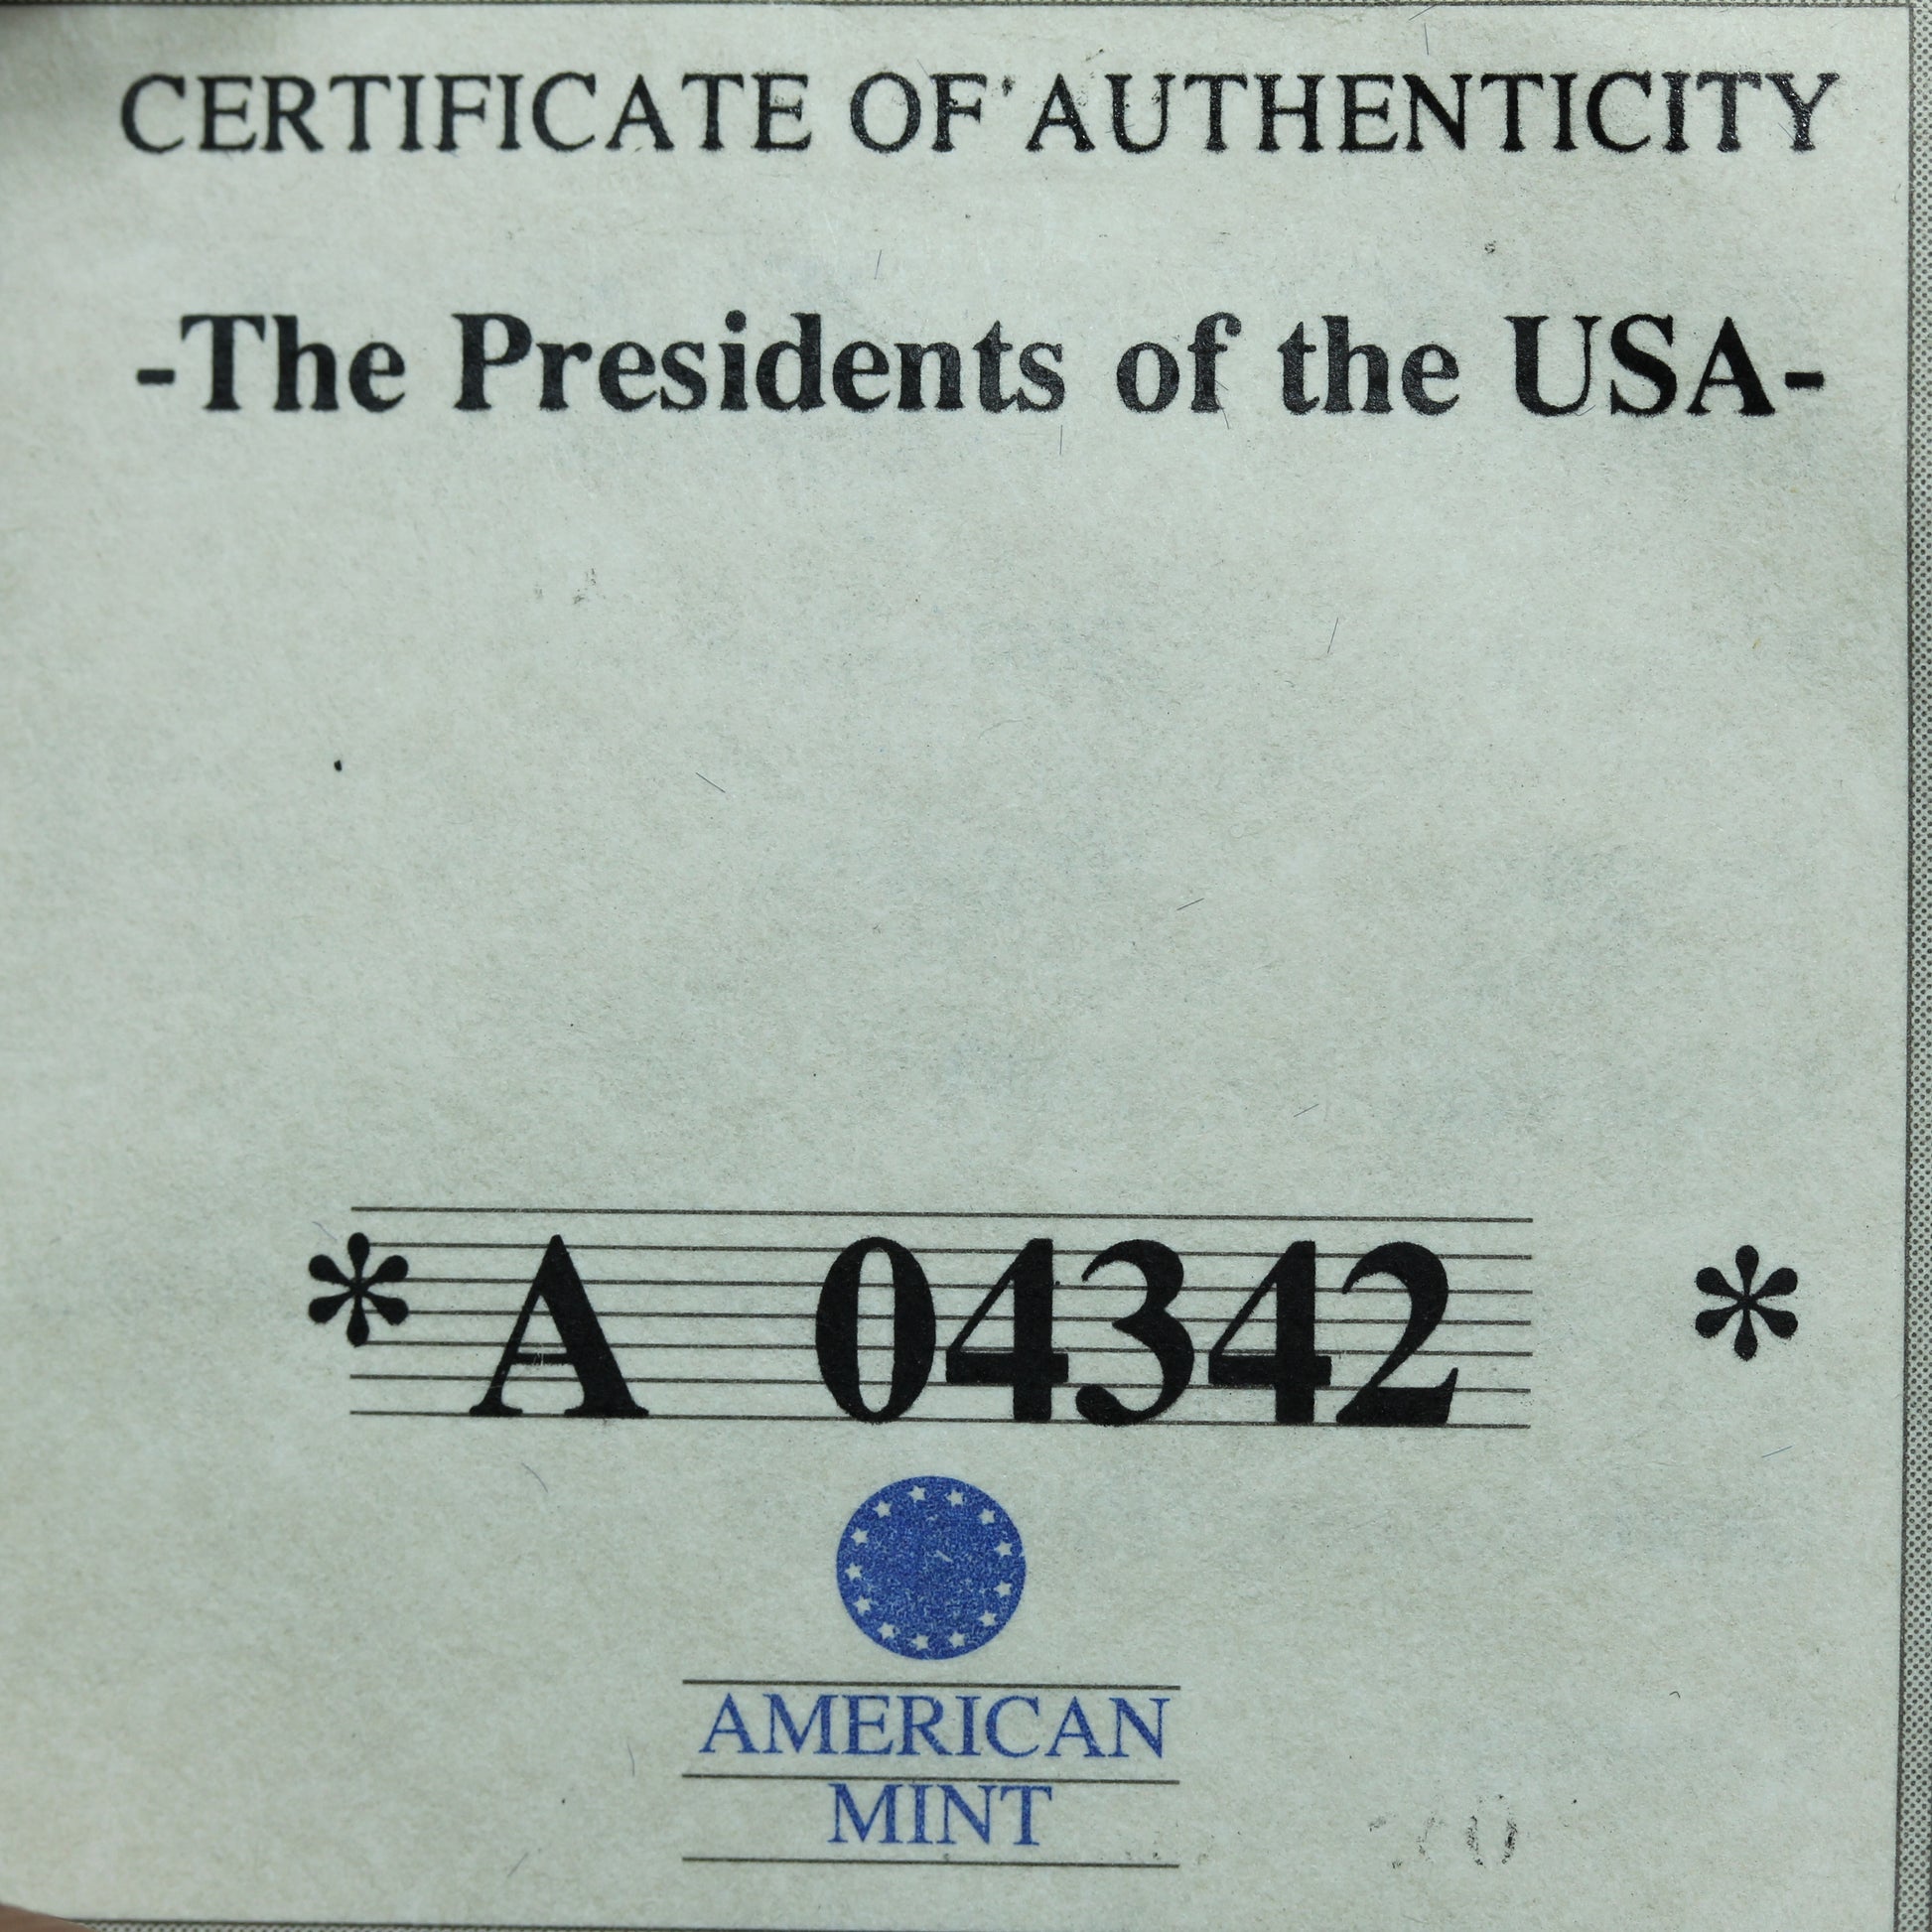 CERTIFICATE OF AUTHENTICITY
-The Presidents of the USA-
*A 04342 *
AMERICAN
MINT